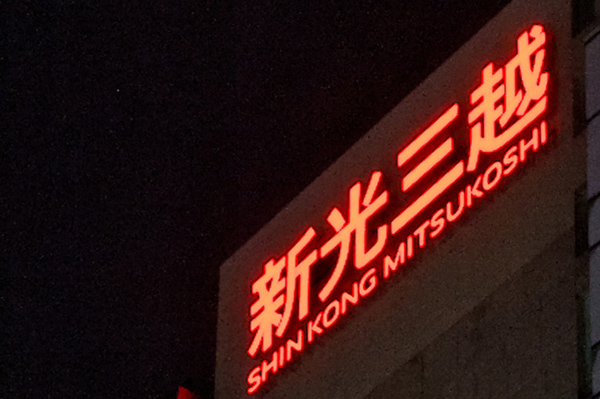 新光三越
SHIN KONG MITSUKOSHI